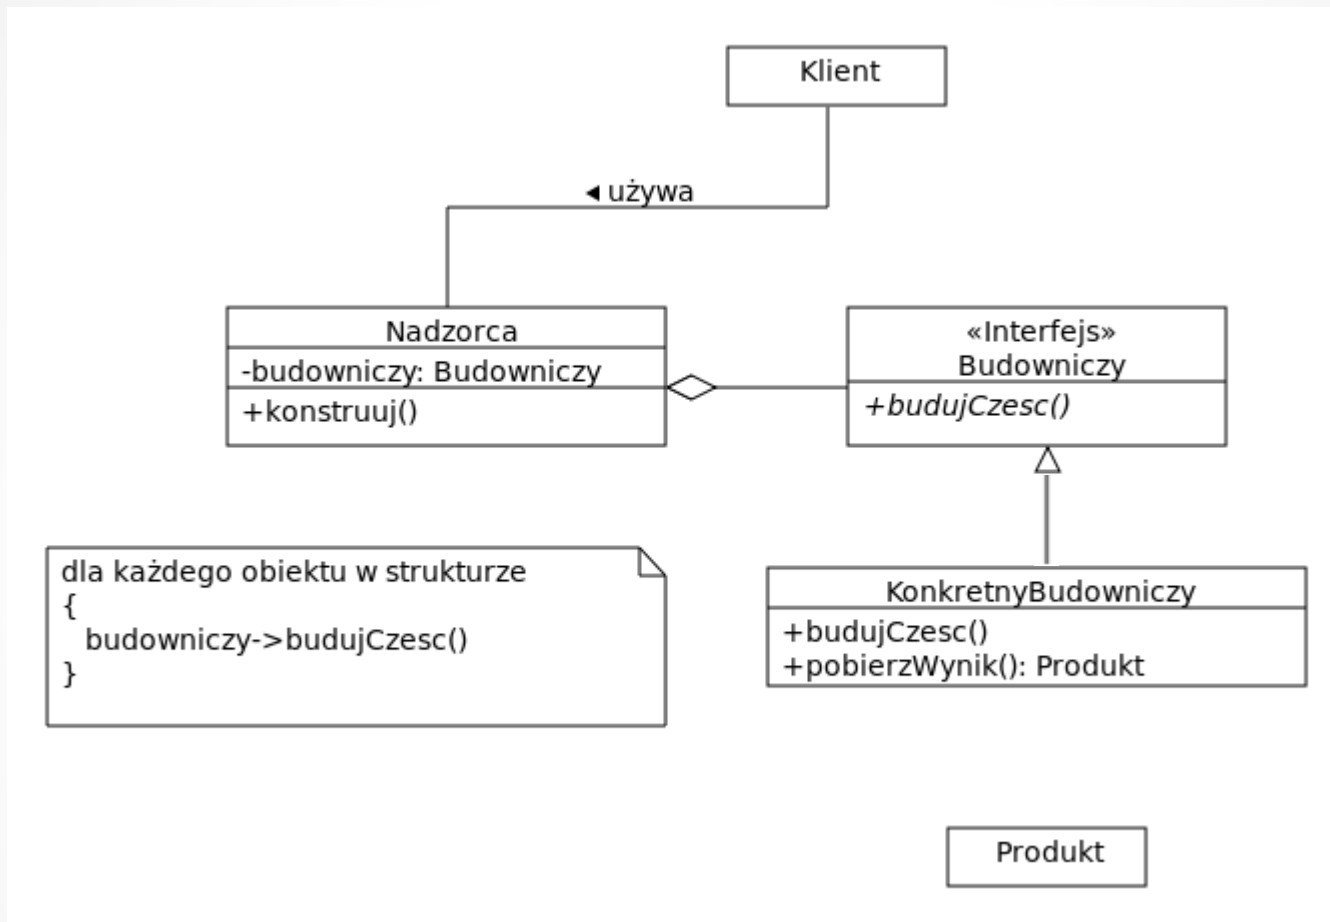 Klient
◄ używa
Nadzorca
-budowniczy: Budowniczy
+konstruuj()
«Interfejs»
Budowniczy
+budujCzesc()
dla każdego obiektu w strukturze
{
budowniczy->budujCzesc()
}
KonkretnyBudowniczy
+budujCzesc()
+pobierzWynik(): Produkt
Produkt